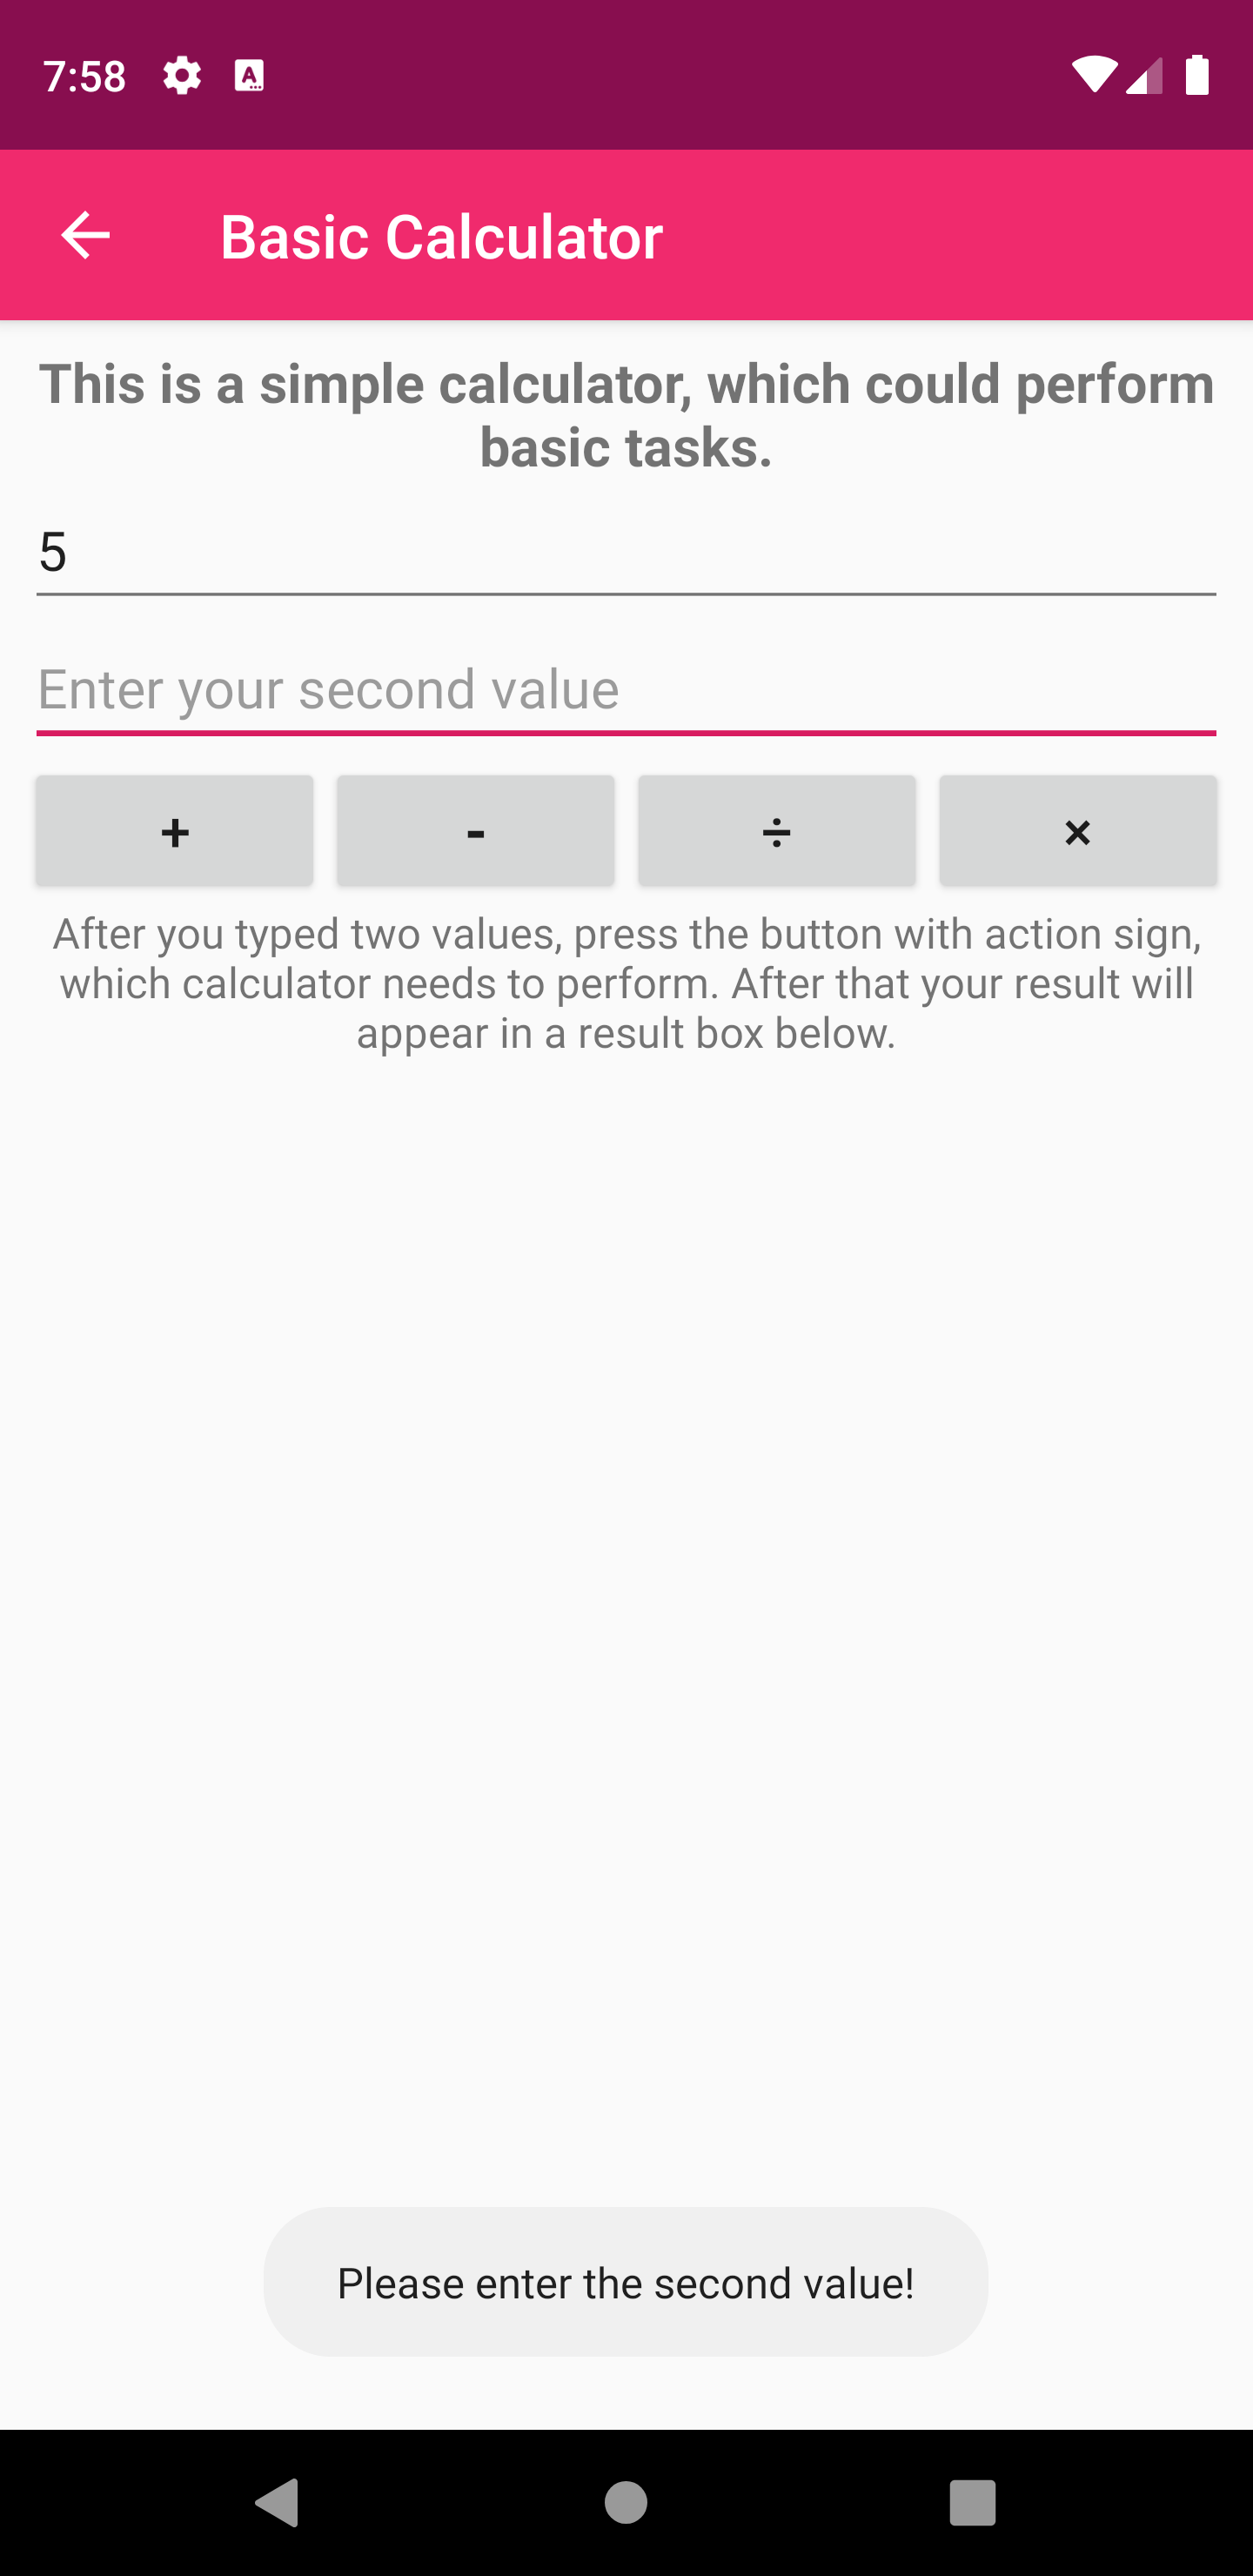 7:58
Basic Calculator
This is a simple calculator, which could perform
basic tasks.
5
Enter your second value
+ - ÷ ×
After you typed two values, press the button with action sign,
which calculator needs to perform. After that your result will
appear in a result box below.
Please enter the second value!